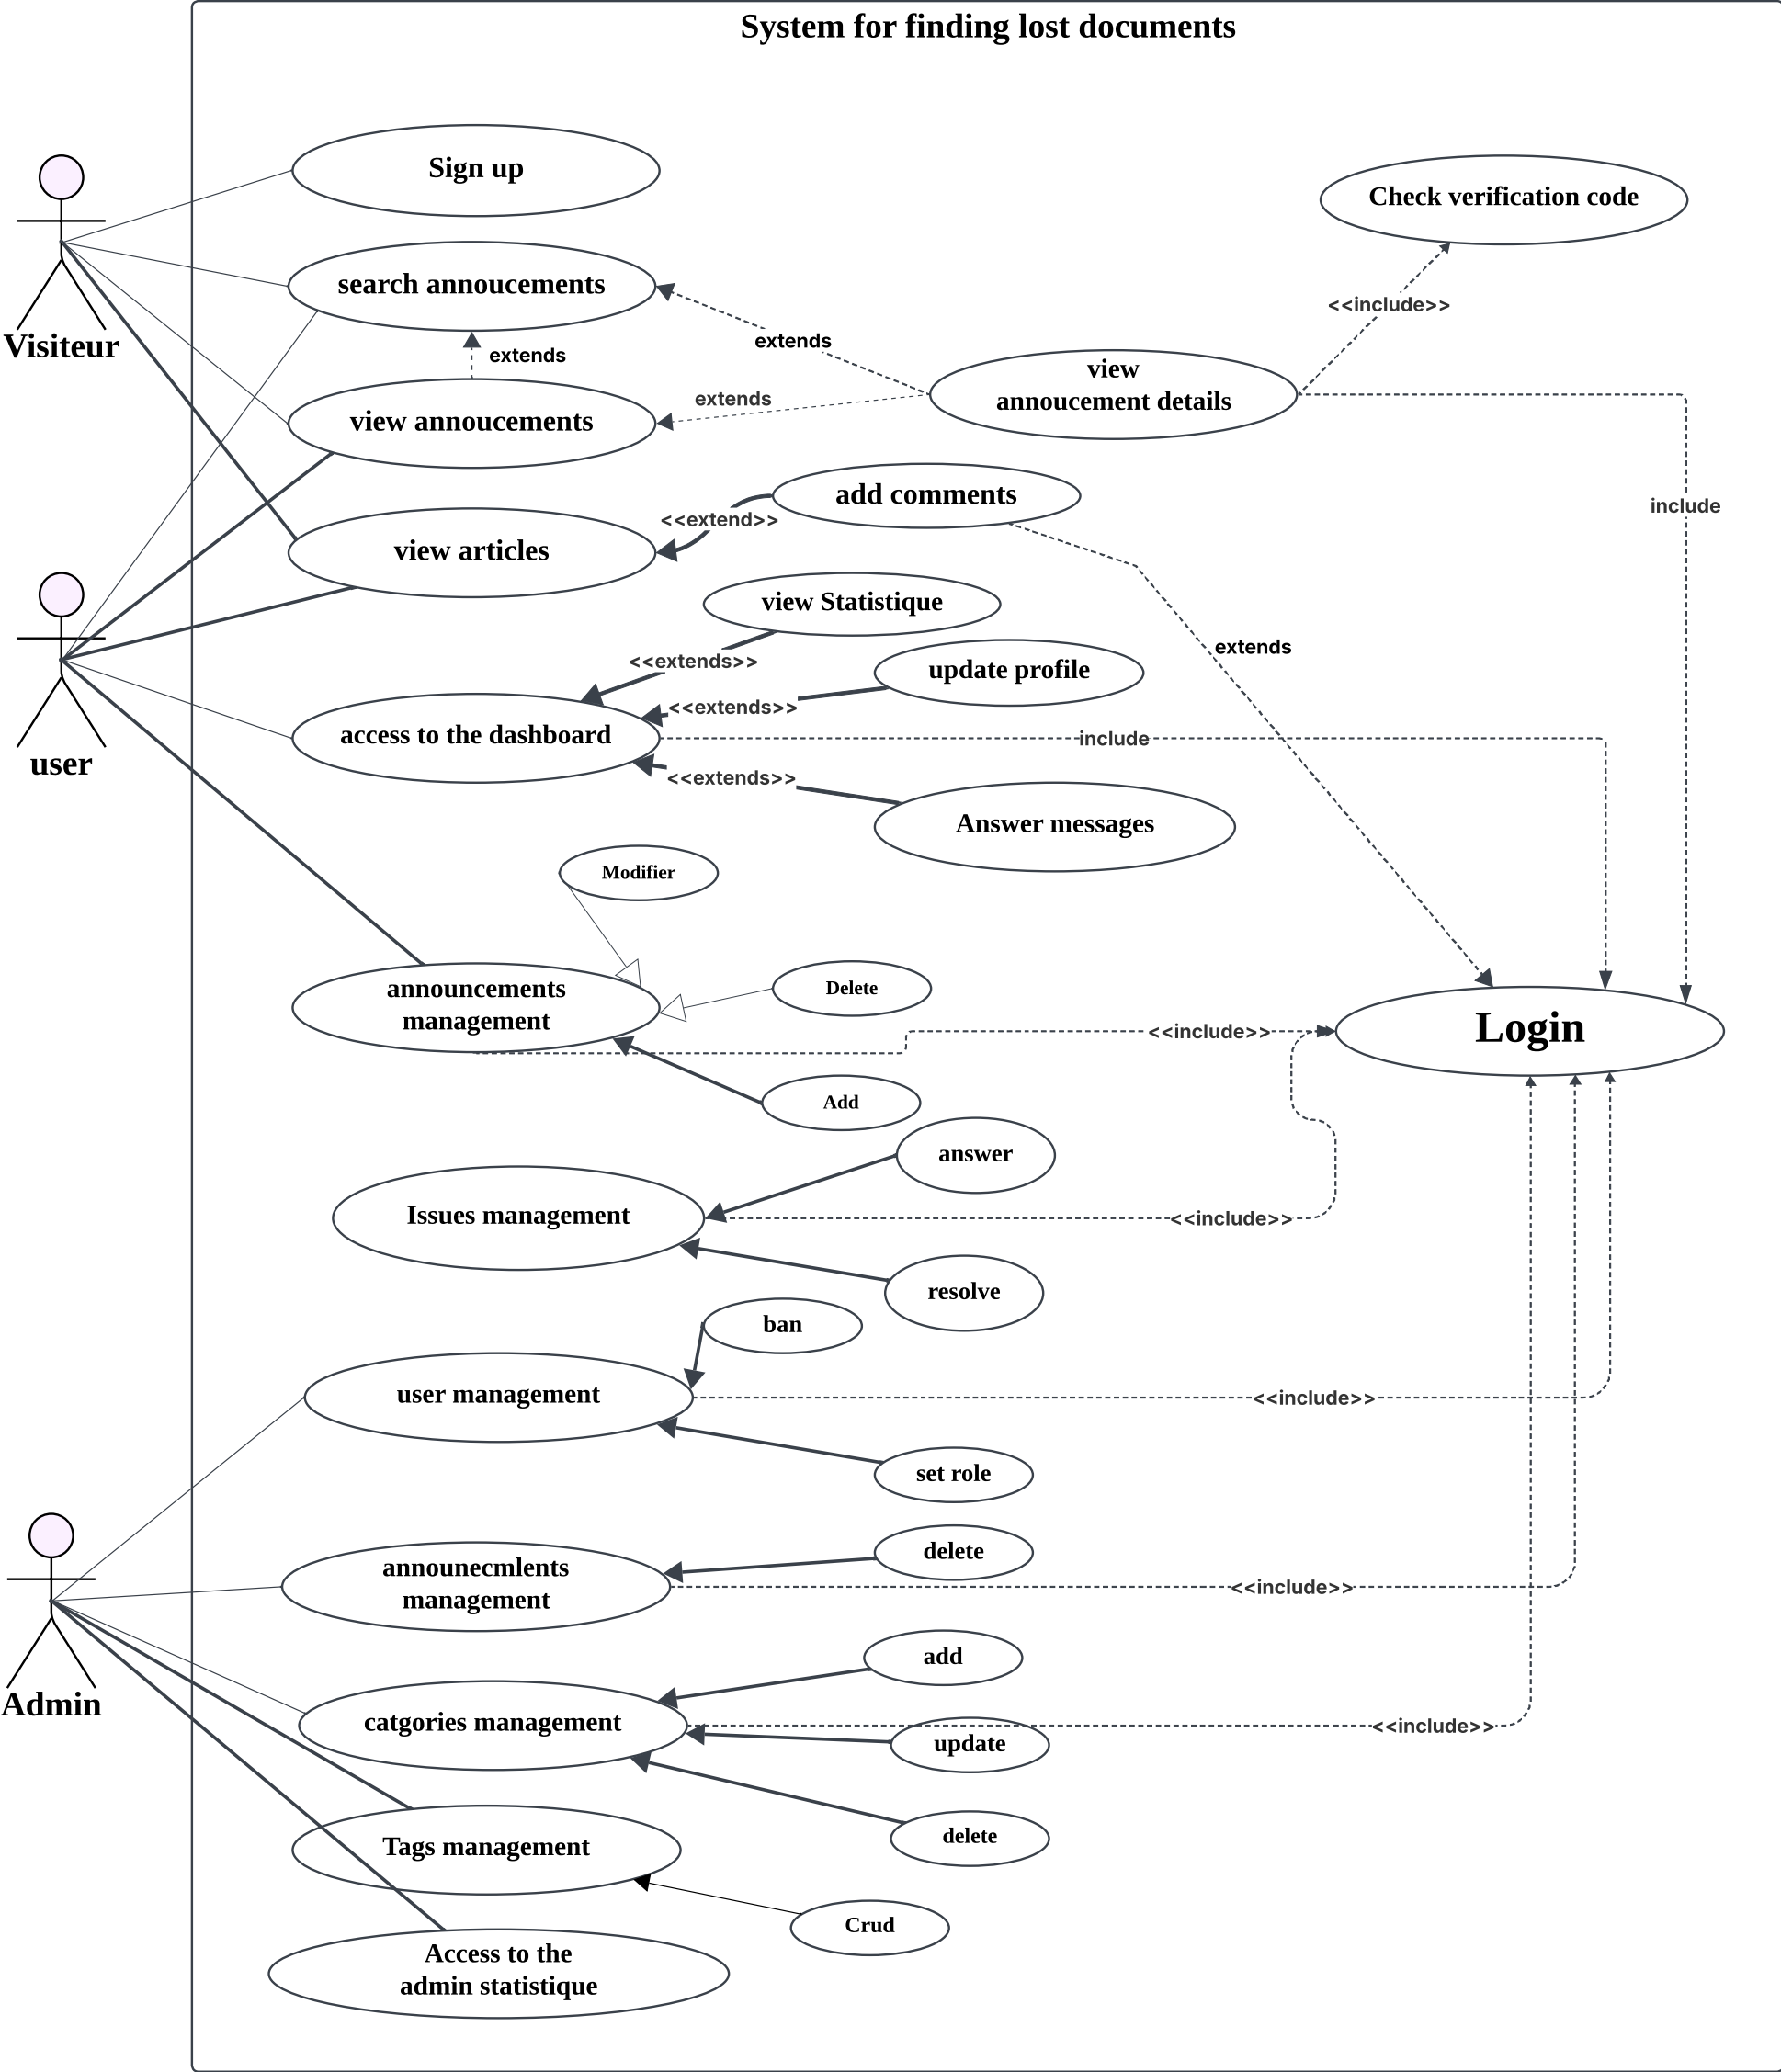 System for finding lost documents
Sign up
Check verification code
search annoucements
<<include>>
Visiteur
extends
extends
view
annoucement details
extends
view annoucements
add comments
include
<<extend>>
view articles
view Statistique
extends
<<extends>>
update profile
<<extends>>
access to the dashboard
include
user
<<extends>>
Answer messages
Modifier
announcements
management
Delete
<<include>>
Login
Add
answer
Issues management
<<include>>
resolve
ban
user management
<<include>>
set role
delete
announecmlents
management
<<include>>
add
Admin
catgories management
<<include>>
update
delete
Tags management
Crud
Access to the
admin statistique